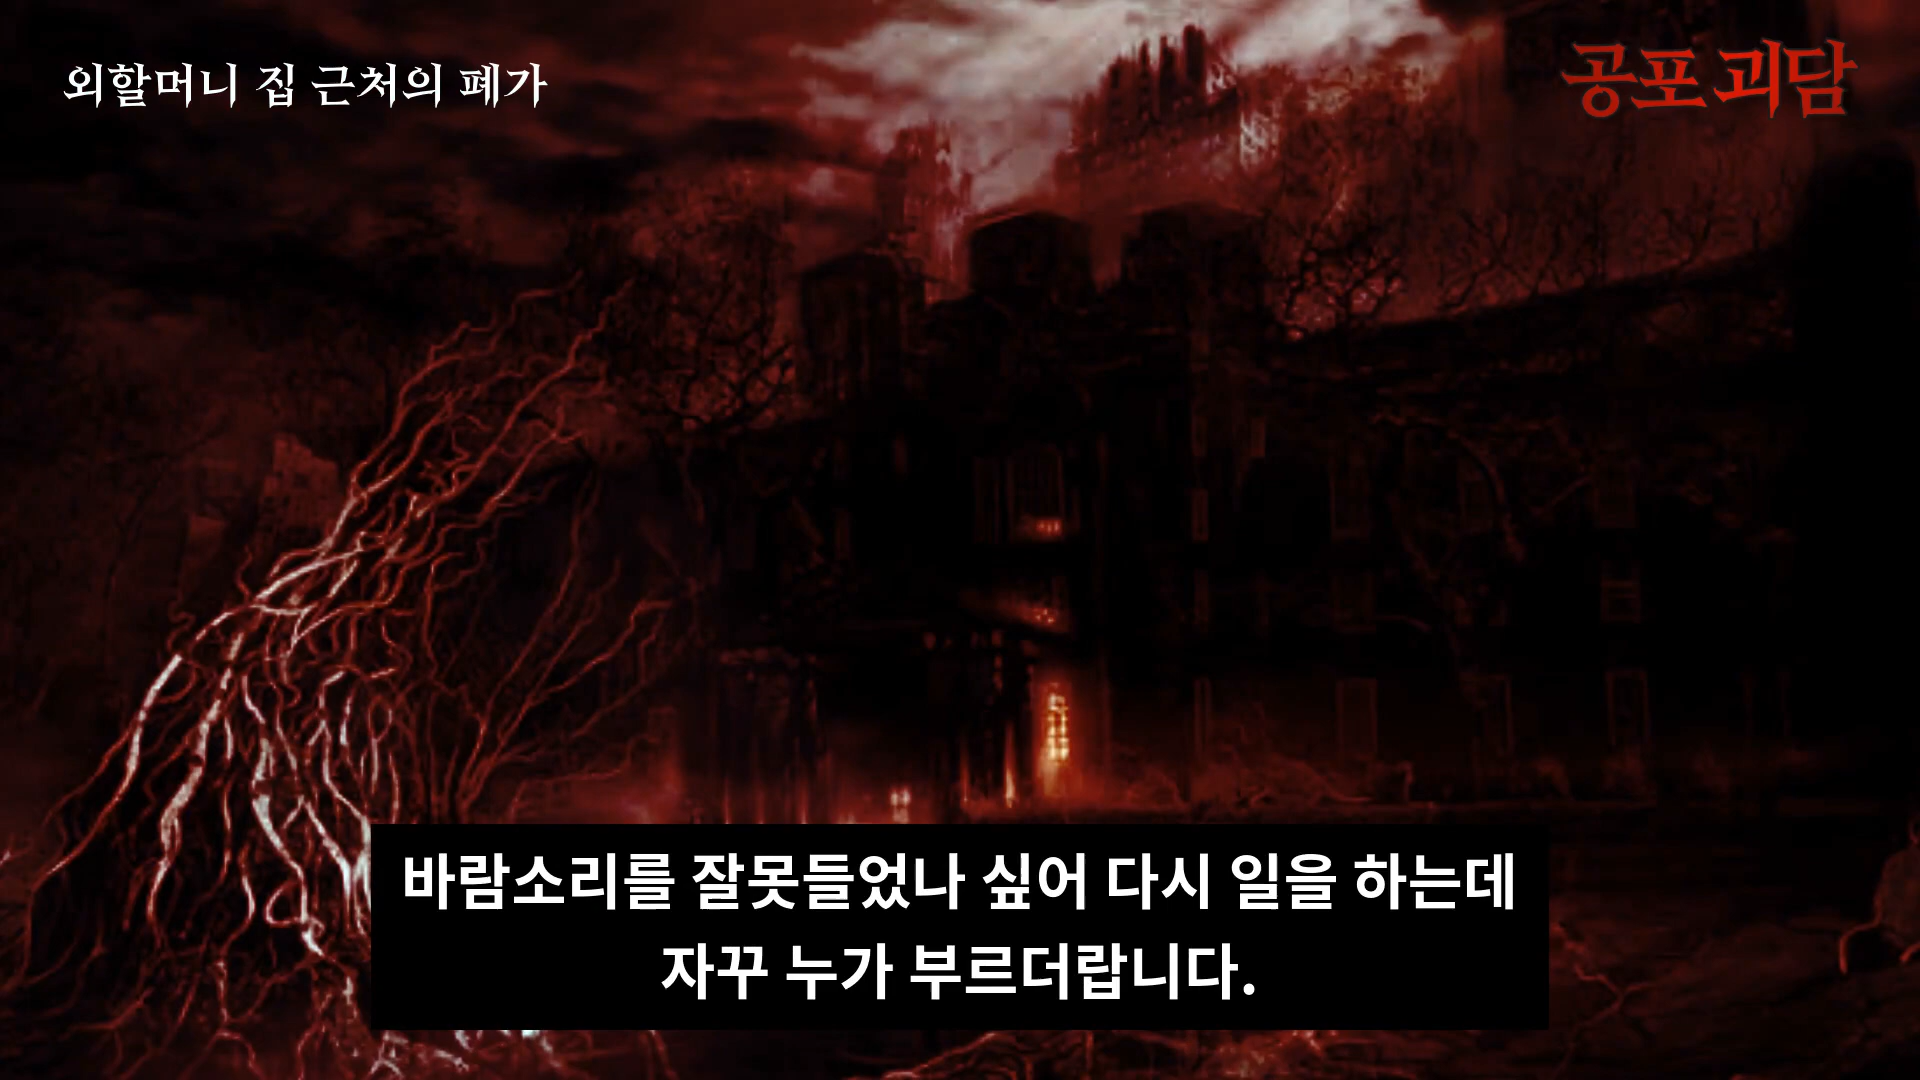 외할머니 집 근처의 폐가
공포 괴담
바람소리를 잘못들었나 싶어 다시 일을 하는데
자꾸 누가 부르더랍니다.